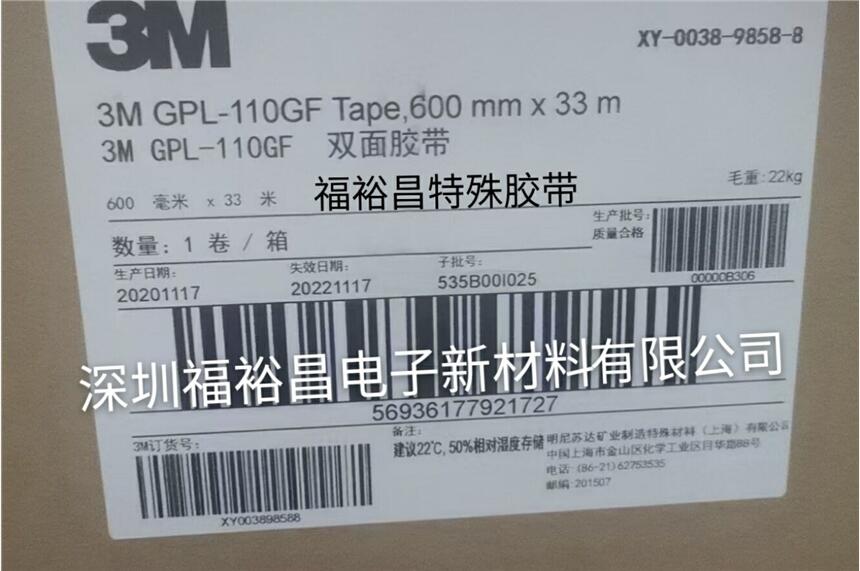 3M
XY-0038-9858-8
3M GPL-110GF Tape,600 mm x 33 m
3M GPL-110GF 双面胶带
600 毫米 x 33 米
福裕昌特殊胶带
毛重:22kg
数量: 1 卷 / 箱
生产批号:
质量合格
00000B306
生产日期:
20201117
失效日期:
20221117
子批号:
535B00I025
深圳福裕昌电子新材料有限公司
56936177921727
3M订货号:
XY003898588
备注:
建议22℃, 50%相对湿度存储
明尼苏达矿业制造特殊材料（上海）有限公司
中国上海市金山区化学工业区目华路88号
电话: (86-21)62753535
邮编: 201507